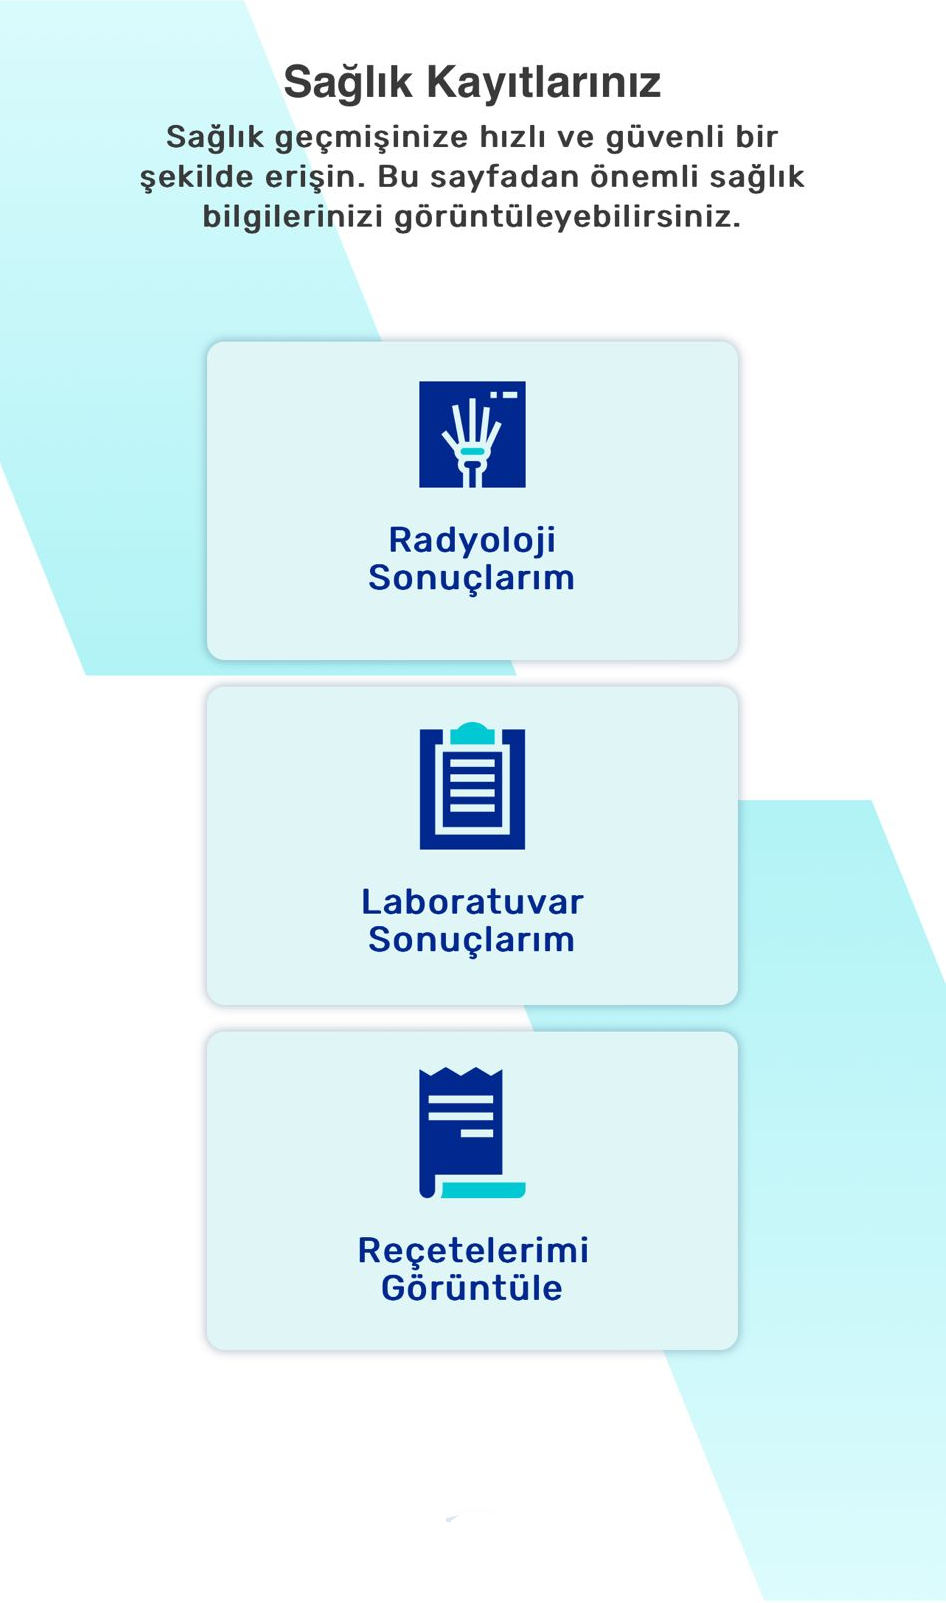 Sağlık Kayıtlarınız
Sağlık geçmişinize hızlı ve güvenli bir
şekilde erişin. Bu sayfadan önemli sağlık
bilgilerinizi görüntüleyebilirsiniz.
Radyoloji
Sonuçlarım
Laboratuvar
Sonuçlarım
Reçetelerimi
Görüntüle